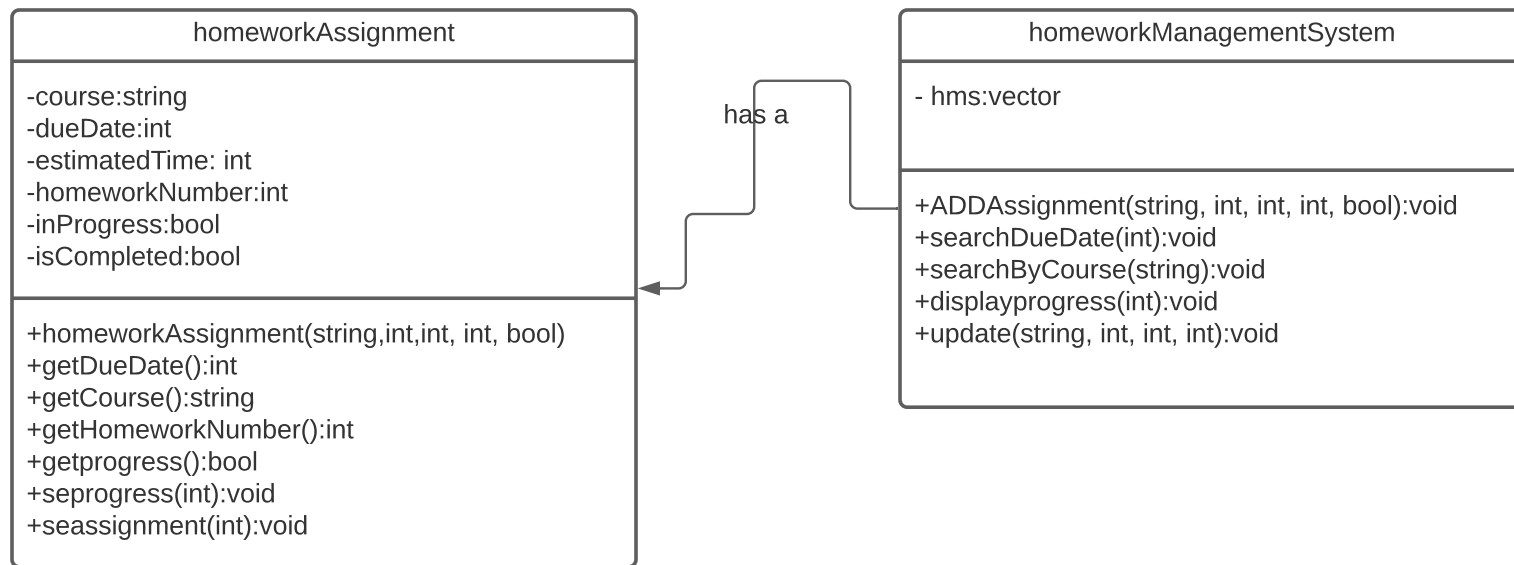 homeworkAssignment
-course:string
-dueDate:int
-estimatedTime: int
-homeworkNumber:int
-inProgress:bool
-isCompleted:bool
+homeworkAssignment(string,int,int, int, bool)
+getDueDate():int
+getCourse():string
+getHomeworkNumber():int
+getprogress():bool
+seprogress(int):void
+seassignment(int):void
has a
homeworkManagementSystem
- hms:vector
+ADDAssignment(string, int, int, int, bool):void
+searchDueDate(int):void
+searchByCourse(string):void
+displayprogress(int):void
+update(string, int, int, int):void